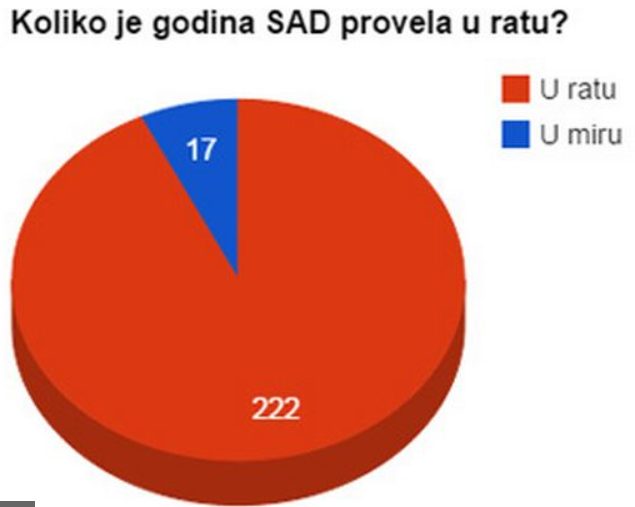 Koliko je godina SAD provela u ratu?
U ratu
U miru
17
222